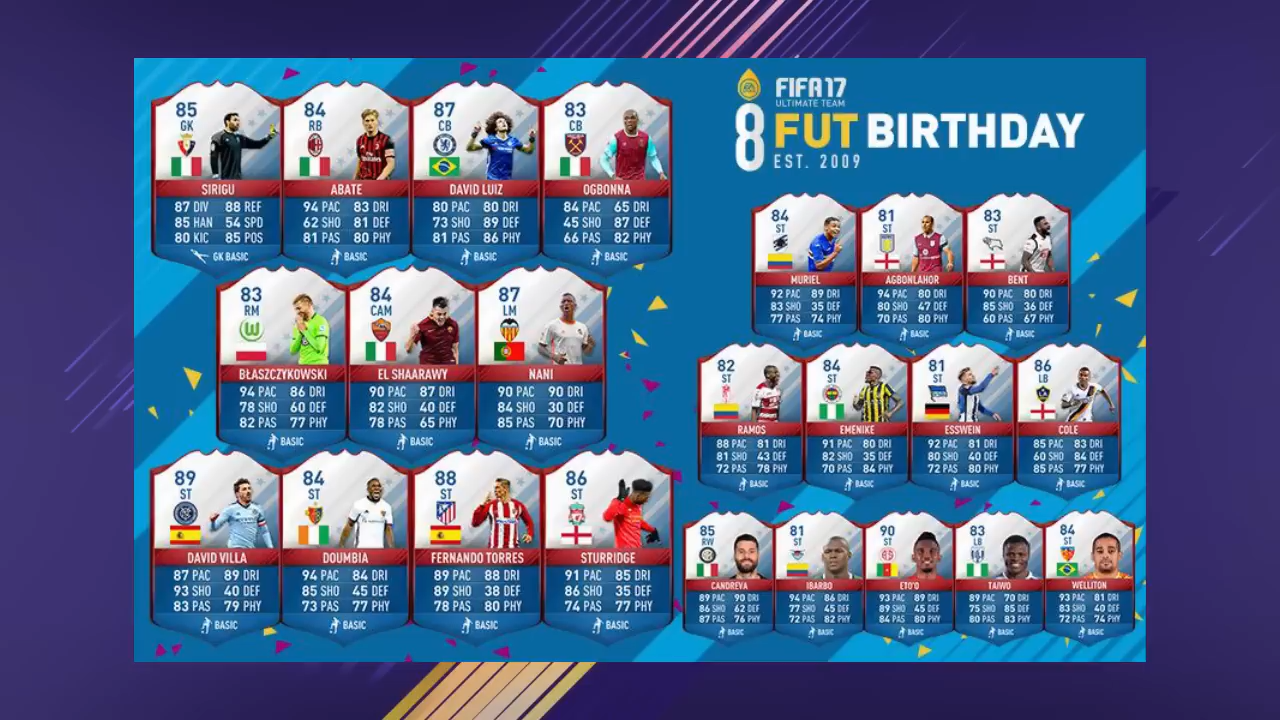 FIFA 17
ULTIMATE TEAM
8 FUT BIRTHDAY
EST. 2009
85 84 87 83
GK RB CB CB
SIRIGU ABATE DAVID LUIZ OGBONNA
87 DIV 88 REF 94 PAC 83 DRI 80 PAC 80 DRI 84 PAC 65 DRI
85 HAN 54 SPD 62 SHO 81 DEF 73 SHO 89 DEF 45 SHO 87 DEF
80 KIC 85 POS 81 PAS 80 PHY 81 PAS 86 PHY 66 PAS 82 PHY
GK BASIC BASIC BASIC BASIC
83 84 87
RM CAM LM
BŁASZCZYKOWSKI EL SHAARAWY NANI
94 PAC 86 DRI 90 PAC 87 DRI 90 PAC 90 DRI
78 SHO 60 DEF 82 SHO 40 DEF 84 SHO 30 DEF
82 PAS 77 PHY 78 PAS 65 PHY 85 PAS 70 PHY
BASIC BASIC BASIC
89 84 88 86
ST ST ST ST
DAVID VILLA DOUMBIA FERNANDO TORRES STURRIDGE
87 PAC 89 DRI 94 PAC 84 DRI 89 PAC 88 DRI 91 PAC 85 DRI
93 SHO 40 DEF 85 SHO 45 DEF 89 SHO 38 DEF 86 SHO 35 DEF
83 PAS 79 PHY 73 PAS 77 PHY 78 PAS 80 PHY 74 PAS 77 PHY
BASIC BASIC BASIC BASIC
84 81 83
ST ST ST
MURIEL AGBONLAHOR BENT
92 PAC 89 DRI 94 PAC 80 DRI 90 PAC 80 DRI
83 SHO 35 DEF 80 SHO 47 DEF 85 SHO 36 DEF
77 PAS 74 PHY 70 PAS 80 PHY 60 PAS 67 PHY
BASIC BASIC BASIC
82 84 81 86
ST ST ST LB
RAMOS EMENIKE ESSWEIN COLE
88 PAC 81 DRI 91 PAC 80 DRI 92 PAC 81 DRI 85 PAC 83 DRI
81 SHO 43 DEF 82 SHO 35 DEF 80 SHO 40 DEF 60 SHO 84 DEF
72 PAS 78 PHY 70 PAS 84 PHY 72 PAS 80 PHY 85 PAS 77 PHY
BASIC BASIC BASIC BASIC
85 81 90 83 84
RW ST ST LB ST
CANDREVA IBARBO ETO'O TAIWO WELLITON
89 PAC 90 DRI 94 PAC 86 DRI 93 PAC 89 DRI 89 PAC 70 DRI 93 PAC 81 DRI
86 SHO 62 DEF 77 SHO 45 DEF 89 SHO 45 DEF 75 SHO 85 DEF 83 SHO 40 DEF
87 PAS 76 PHY 72 PAS 82 PHY 84 PAS 80 PHY 80 PAS 83 PHY 72 PAS 74 PHY
BASIC BASIC BASIC BASIC BASIC